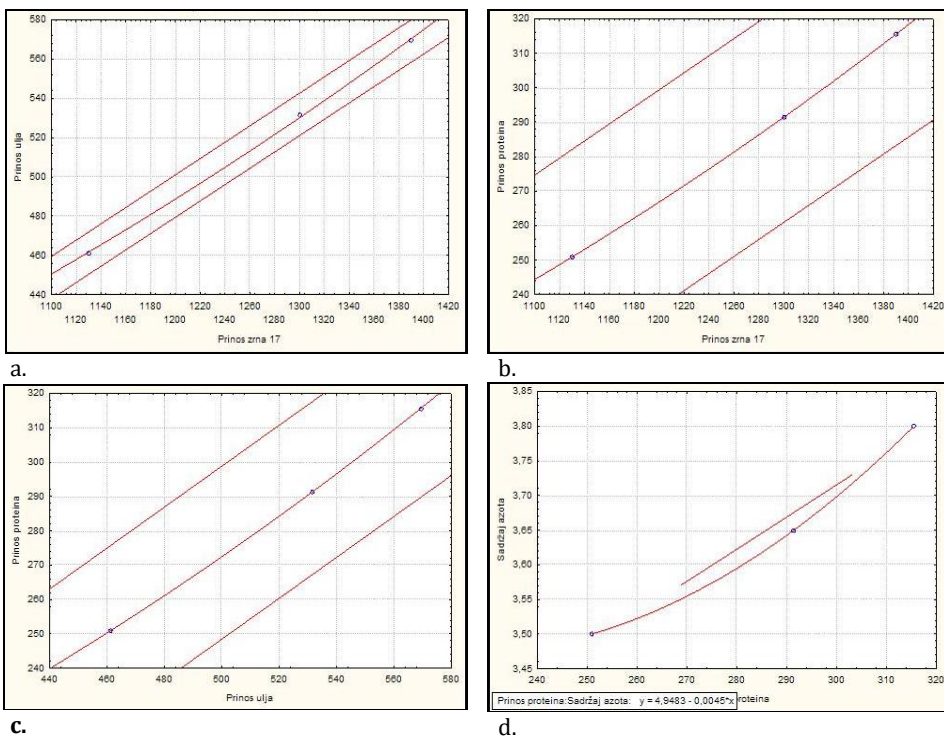 580
560
540
520
500
480
460
440
Prinos ulja
1100 1140 1180 1220 1260 1300 1340 1380 1420
1120 1160 1200 1240 1280 1320 1360 1400
Prinos zrna 17
a.
320
310
300
290
280
270
260
250
240
Prinos proteina
1100 1140 1180 1220 1260 1300 1340 1380 1420
1120 1160 1200 1240 1280 1320 1360 1400
Prinos zrna 17
b.
320
310
300
290
280
270
260
250
240
Prinos proteina
440 460 480 500 520 540 560 580
Prinos ulja
c.
3,85
3,80
3,75
3,70
3,65
3,60
3,55
3,50
3,45
Sadržaj azota
240 250 260 270 280 290 300 310 320
Prinos proteina:Sadržaj azota: y = 4,9483 - 0,0045*x
proteina
d.